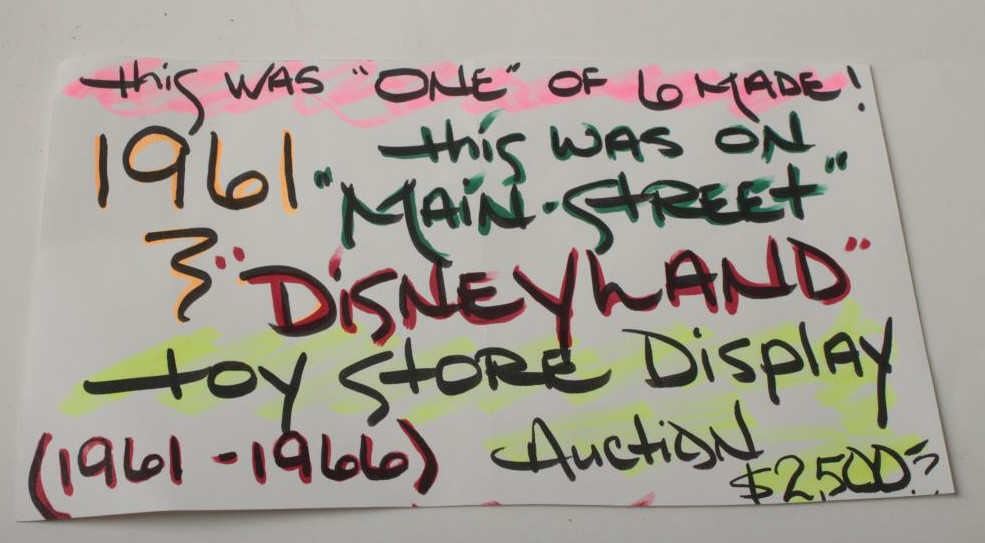 this WAS "ONE" OF 6 MADE!
1961 this WAS ON
"MAIN-StREEt"
"DiSNEyLAND"
toy StORE Display
(1961-1966) Auction
$2,500?